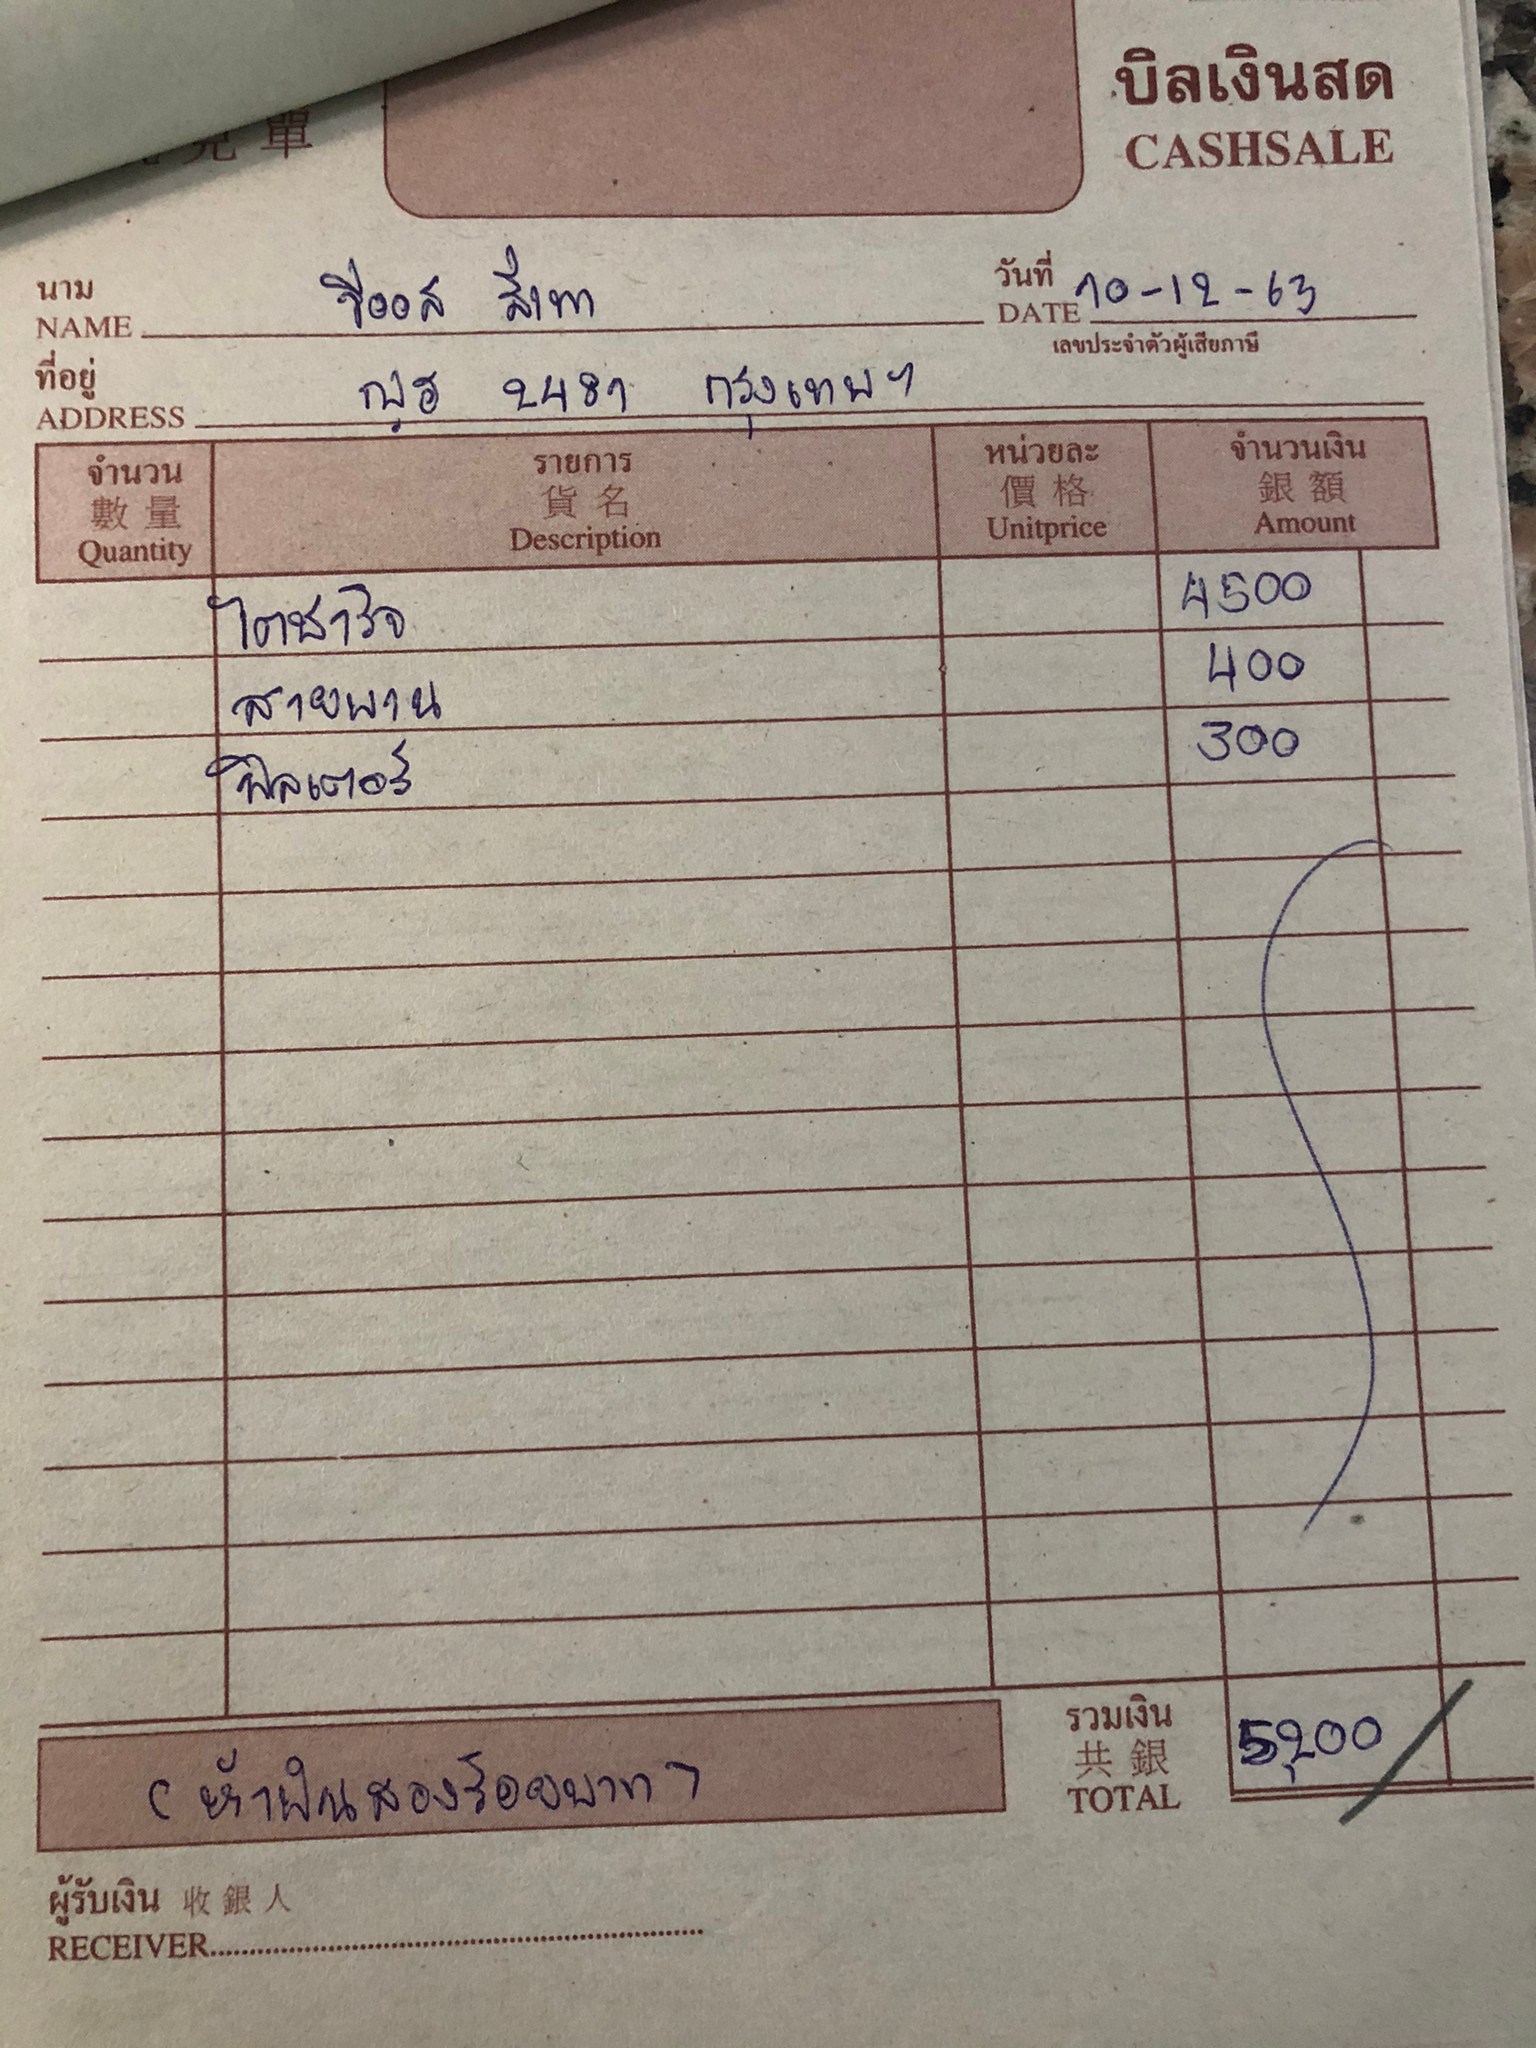 單
บิลเงินสด
CASHSALE
นาม
NAME วีออส สีเทา
วันที่
DATE 10-12-63
เลขประจำตัวผู้เสียภาษี
ที่อยู่
ADDRESS 2481 กรุงเทพฯ
จำนวน รายการ หน่วยละ จำนวนเงิน
數量 貨名 價格 銀額
Quantity Description Unitprice Amount
ไดชาร์จ 4500
สายพาน 400
ฟิลเตอร์ 300
รวมเงิน
共銀
TOTAL 5200
(ห้าพันสองร้อยบาท)
ผู้รับเงิน 收銀人
RECEIVER